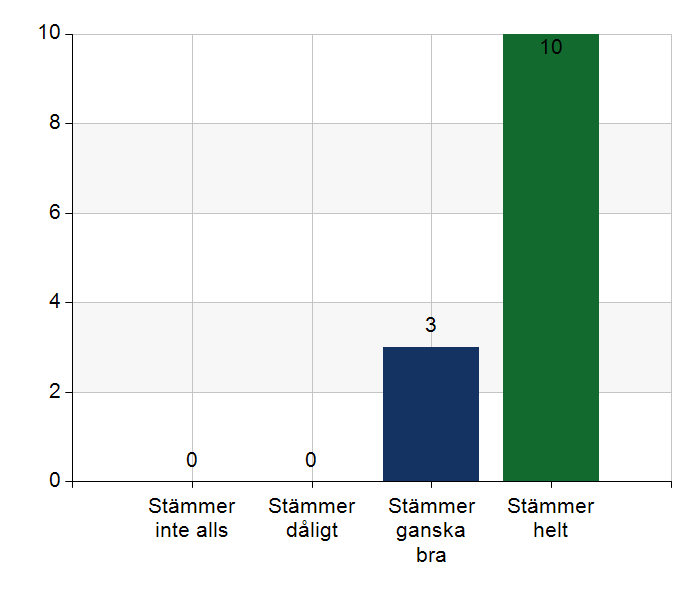 10
8
6
4
2
0
0
0
3
10
Stämmer
inte alls
Stämmer
dåligt
Stämmer
ganska
bra
Stämmer
helt